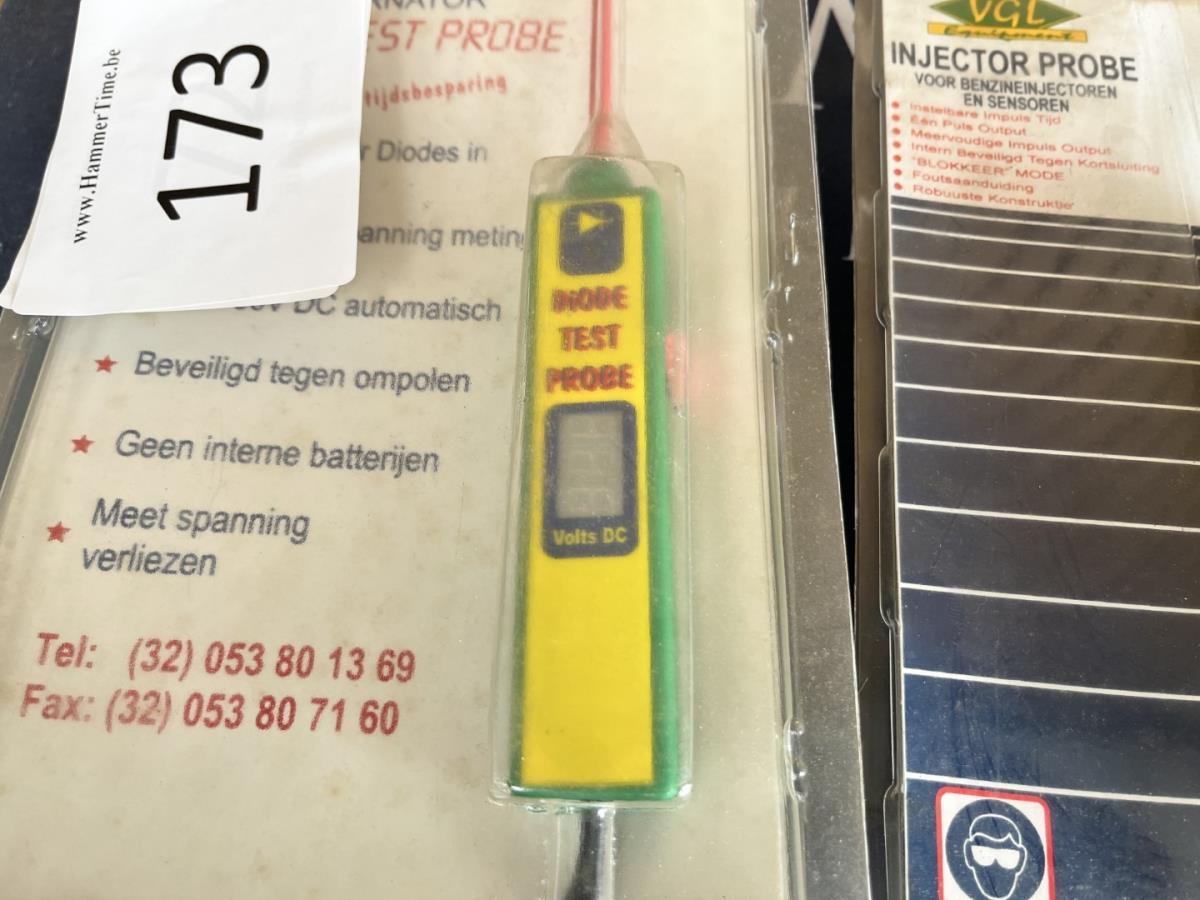 www.HammerTime.be
173
EST PROBE
tijdsbesparing
Diodes in
DC automatisch
Beveiligd tegen ompolen
Geen interne batterijen
Meet spanning
verliezen
Tel: (32) 053 80 13 69
Fax: (32) 053 80 71 60
DiODE
TEST
PROBE
Volts DC
VGL
Equipment
INJECTOR PROBE
VOOR BENZINEINJECTOREN
EN SENSOREN
Instelbare Impuls Tijd
Één Puls Output
Meervoudige Impuls Output
Intern Beveiligd Tegen Kortsluiting
"BLOKKEER" MODE
Foutsaanduiding
Robuuste Konstruktie